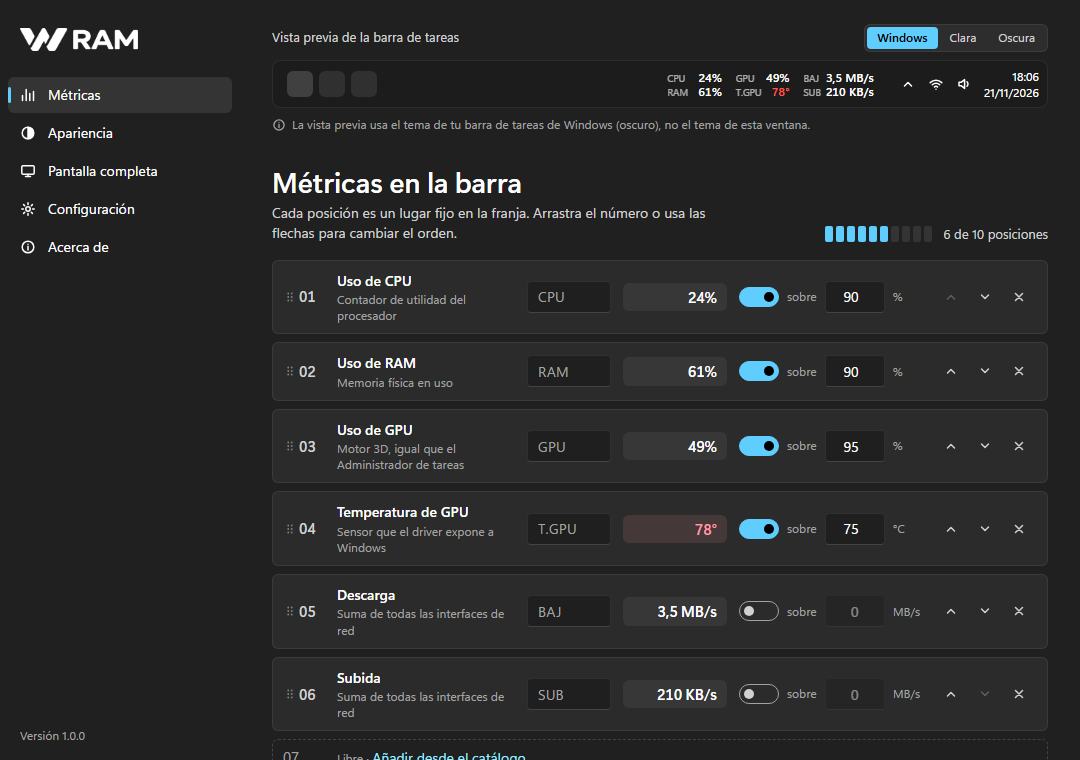 W RAM
Métricas
Apariencia
Pantalla completa
Configuración
Acerca de
Versión 1.0.0
Vista previa de la barra de tareas
Windows Clara Oscura
CPU 24% GPU 49% BAJ 3,5 MB/s
RAM 61% T.GPU 78° SUB 210 KB/s
18:06
21/11/2026
La vista previa usa el tema de tu barra de tareas de Windows (oscuro), no el tema de esta ventana.
Métricas en la barra
Cada posición es un lugar fijo en la franja. Arrastra el número o usa las
flechas para cambiar el orden.
6 de 10 posiciones
01 Uso de CPU
Contador de utilidad del
procesador
CPU 24% sobre 90 %
02 Uso de RAM
Memoria física en uso
RAM 61% sobre 90 %
03 Uso de GPU
Motor 3D, igual que el
Administrador de tareas
GPU 49% sobre 95 %
04 Temperatura de GPU
Sensor que el driver expone a
Windows
T.GPU 78° sobre 75 °C
05 Descarga
Suma de todas las interfaces de
red
BAJ 3,5 MB/s sobre 0 MB/s
06 Subida
Suma de todas las interfaces de
red
SUB 210 KB/s sobre 0 MB/s
07 Libre · Añadir desde el catálogo